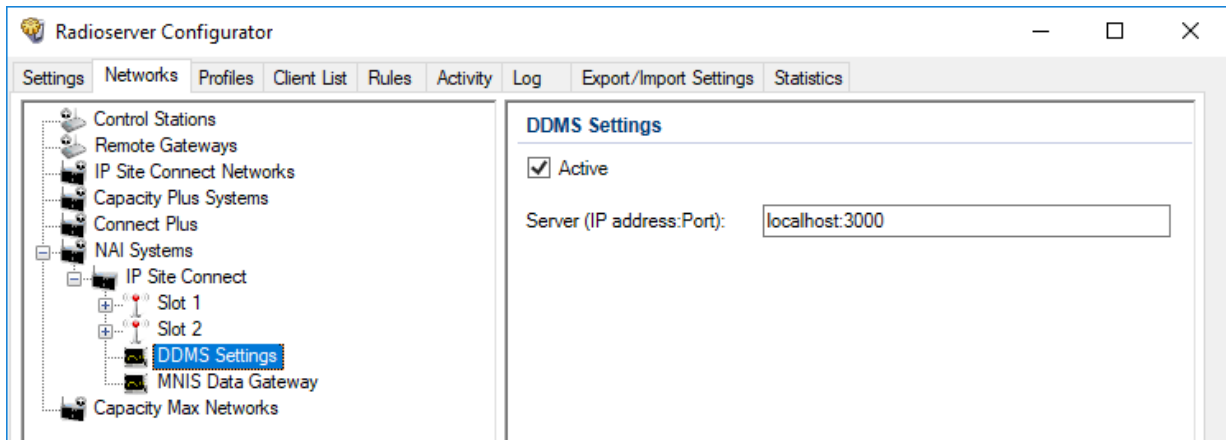 Radioserver Configurator
Settings Networks Profiles Client List Rules Activity Log Export/Import Settings Statistics
Control Stations
Remote Gateways
IP Site Connect Networks
Capacity Plus Systems
Connect Plus
NAI Systems
IP Site Connect
Slot 1
Slot 2
DDMS Settings
MNIS Data Gateway
Capacity Max Networks
DDMS Settings
Active
Server (IP address:Port): localhost:3000